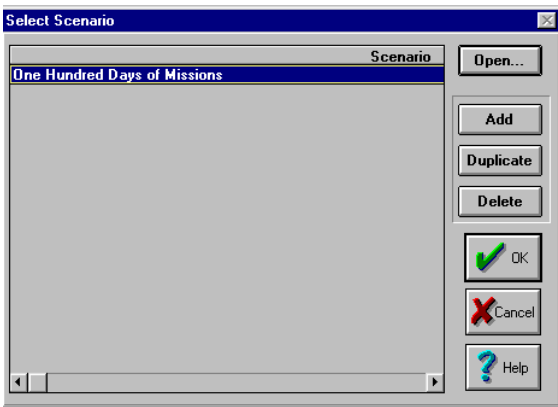 Select Scenario
Scenario
One Hundred Days of Missions
Open...
Add
Duplicate
Delete
OK
Cancel
Help